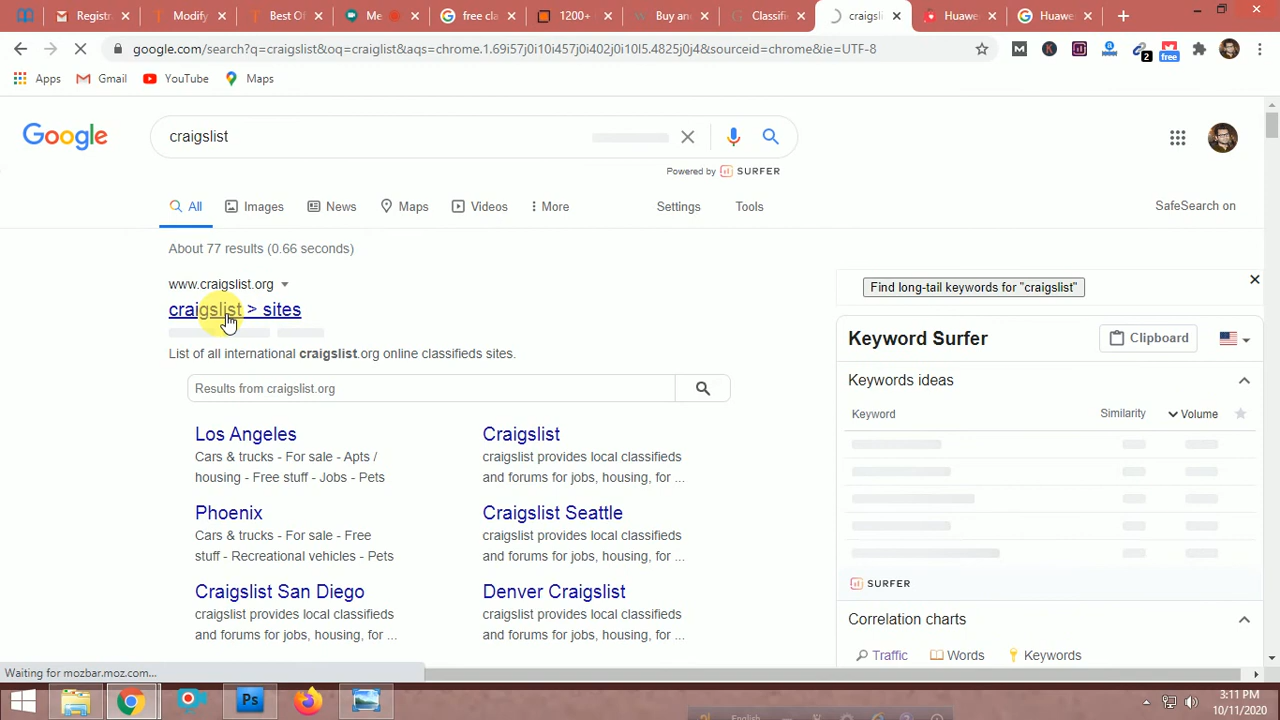 Registr
Modify
Best Of
Me
free cla
1200+
Buy an
Classifi
craigsli
Huawe
Huawe
google.com/search?q=craigslist&oq=craiglist&aqs=chrome.1.69i57j0i10i457j0i402j0i10l5.4825j0j4&sourceid=chrome&ie=UTF-8
2
free
Apps Gmail YouTube Maps
Google
craigslist
Powered by SURFER
All Images News Maps Videos More Settings Tools
SafeSearch on
About 77 results (0.66 seconds)
www.craigslist.org
craigslist > sites
List of all international craigslist.org online classifieds sites.
Results from craigslist.org
Los Angeles
Cars & trucks - For sale - Apts /
housing - Free stuff - Jobs - Pets
Craigslist
craigslist provides local classifieds
and forums for jobs, housing, for ...
Phoenix
Cars & trucks - For sale - Free
stuff - Recreational vehicles - Pets
Craigslist Seattle
craigslist provides local classifieds
and forums for jobs, housing, for ...
Craigslist San Diego
craigslist provides local classifieds
and forums for jobs, housing, for ...
Denver Craigslist
craigslist provides local classifieds
and forums for jobs, housing, for ...
Find long-tail keywords for "craigslist"
Keyword Surfer
Clipboard
Keywords ideas
Keyword Similarity Volume
SURFER
Correlation charts
Traffic Words Keywords
Waiting for mozbar.moz.com...
Ps
English
3:11 PM
10/11/2020